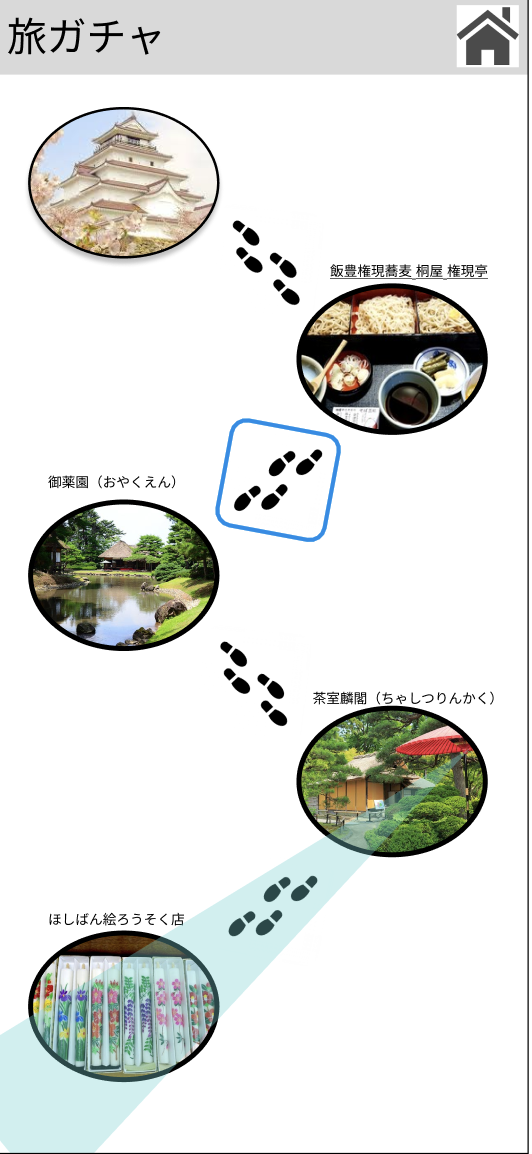 旅ガチャ
飯豊権現蕎麦 桐屋 権現亭
御薬園（おやくえん）
茶室麟閣（ちゃしつりんかく）
ほしばん絵ろうそく店